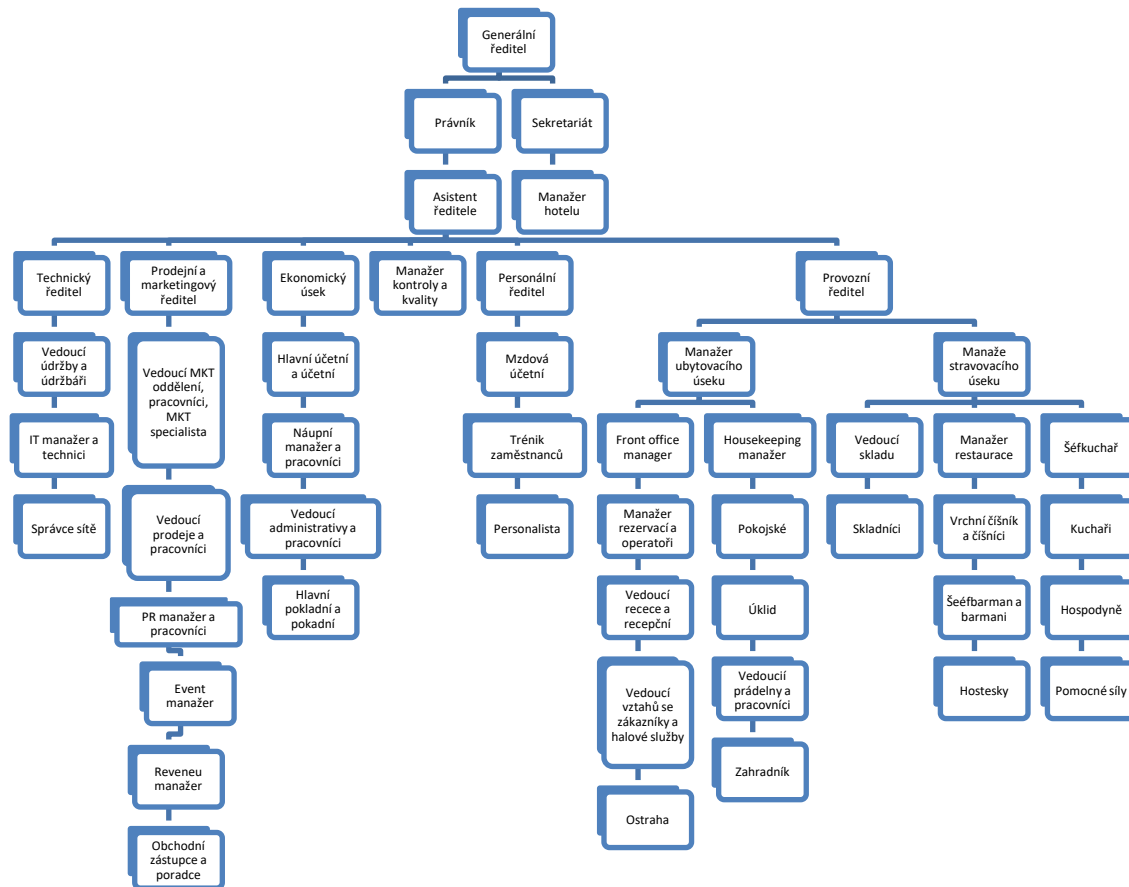 Generální
ředitel
Právník
Sekretariát
Asistent
ředitele
Manažer
hotelu
Technický
ředitel
Prodejní a
marketingový
ředitel
Ekonomický
úsek
Manažer
kontroly a
kvality
Personální
ředitel
Provozní
ředitel
Vedoucí
údržby a
údržbáři
Vedoucí MKT
oddělení,
pracovníci,
MKT
specialista
Hlavní účetní
a účetní
Mzdová
účetní
Manažer
ubytovacího
úseku
Manaže
stravovacího
úseku
IT manažer a
technici
Náupní
manažer a
pracovníci
Trénik
zaměstnanců
Front office
manager
Housekeeping
manažer
Vedoucí
skladu
Manažer
restaurace
Šéfkuchař
Správce sítě
Vedoucí
prodeje a
pracovníci
Vedoucí
administrativy a
pracovníci
Personalista
Manažer
rezervací a
operatoři
Pokojské
Skladníci
Vrchní číšník
a číšníci
Kuchaři
PR manažer a
pracovníci
Hlavní
pokladní a
pokadní
Vedoucí
recece a
recepční
Úklid
Šeéfbarman a
barmani
Hospodyně
Event
manažer
Vedoucí
vztahů se
zákazníky a
halové služby
Vedoucií
prádelny a
pracovníci
Hostesky
Pomocné síly
Reveneu
manažer
Zahradník
Ostraha
Obchodní
zástupce a
poradce